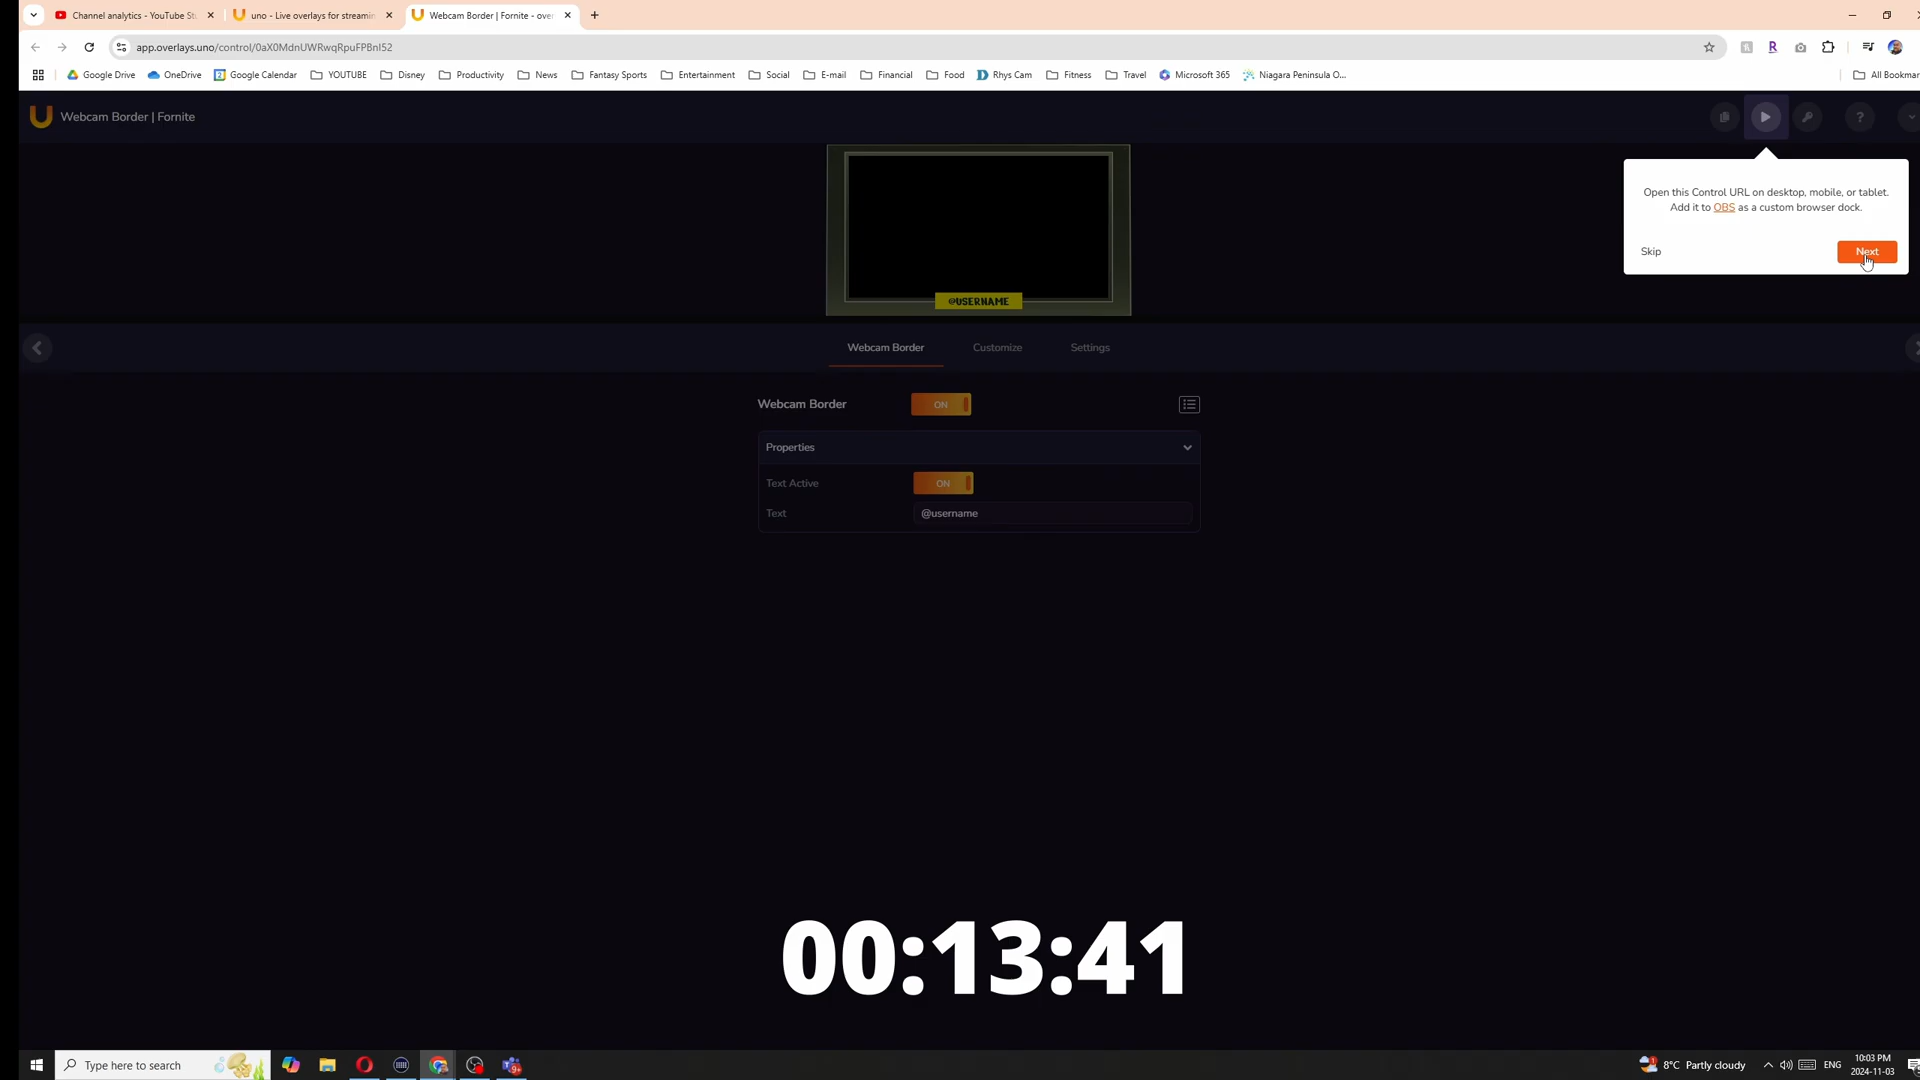 Channel analytics - YouTube St
uno - Live overlays for streamin
Webcam Border | Fornite - over
app.overlays.uno/control/0aX0MdnUWRwqRpuFPBnI52
Google Drive
OneDrive
Google Calendar
YOUTUBE
Disney
Productivity
News
Fantasy Sports
Entertainment
Social
E-mail
Financial
Food
Rhys Cam
Fitness
Travel
Microsoft 365
Niagara Peninsula O...
All Bookmar
Webcam Border | Fornite
?
Open this Control URL on desktop, mobile, or tablet.
Add it to OBS as a custom browser dock.
Skip
Next
@USERNAME
Webcam Border
Customize
Settings
Webcam Border
ON
Properties
Text Active
ON
Text
@username
00:13:41
Type here to search
8°C Partly cloudy
ENG
10:03 PM
2024-11-03